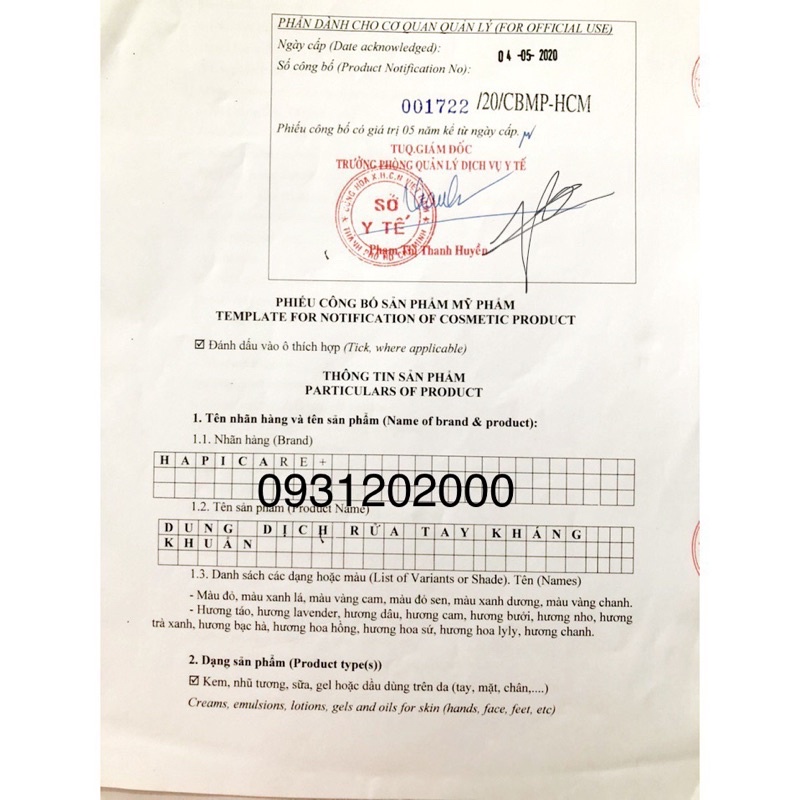 PHẦN DÀNH CHO CƠ QUAN QUẢN LÝ (FOR OFFICIAL USE)
Ngày cấp (Date acknowledged): 04 -05- 2020
Số công bố (Product Notification No):
001722 /20/CBMP-HCM
Phiếu công bố có giá trị 05 năm kể từ ngày cấp.
TUQ.GIÁM ĐỐC
TRƯỞNG PHÒNG QUẢN LÝ DỊCH VỤ Y TẾ
CỘNG HÒA X.H.C.N VIỆT
SỞ
Y TẾ
THÀNH PHỐ HỒ CHÍ MINH
Phạm Thị Thanh Huyền
PHIẾU CÔNG BỐ SẢN PHẨM MỸ PHẨM
TEMPLATE FOR NOTIFICATION OF COSMETIC PRODUCT
☑ Đánh dấu vào ô thích hợp (Tick, where applicable)
THÔNG TIN SẢN PHẨM
PARTICULARS OF PRODUCT
1. Tên nhãn hàng và tên sản phẩm (Name of brand & product):
1.1. Nhãn hàng (Brand)
HAPICARE+
0931202000
1.2. Tên sản phẩm (Product Name)
DUNG DỊCH RỬA TAY KHÁNG
KHUẨN
1.3. Danh sách các dạng hoặc màu (List of Variants or Shade). Tên (Names)
- Màu đỏ, màu xanh lá, màu vàng cam, màu đỏ sen, màu xanh dương, màu vàng chanh.
- Hương táo, hương lavender, hương dâu, hương cam, hương bưởi, hương nho, hương
trà xanh, hương bạc hà, hương hoa hồng, hương hoa sứ, hương hoa lyly, hương chanh.
2. Dạng sản phẩm (Product type(s))
☑ Kem, nhũ tương, sữa, gel hoặc dầu dùng trên da (tay, mặt, chân,....)
Creams, emulsions, lotions, gels and oils for skin (hands, face, feet, etc)